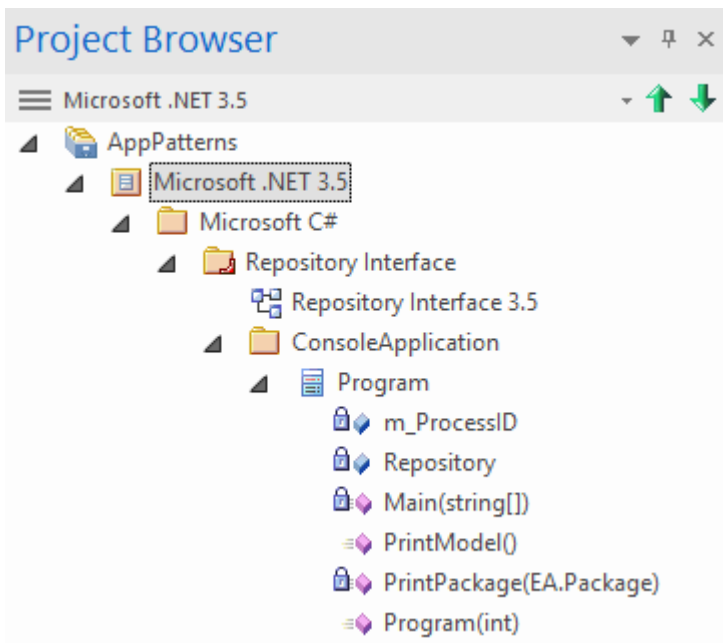 Project Browser
Microsoft .NET 3.5
AppPatterns
Microsoft .NET 3.5
Microsoft C#
Repository Interface
Repository Interface 3.5
ConsoleApplication
Program
m_ProcessID
Repository
Main(string[])
PrintModel()
PrintPackage(EA.Package)
Program(int)